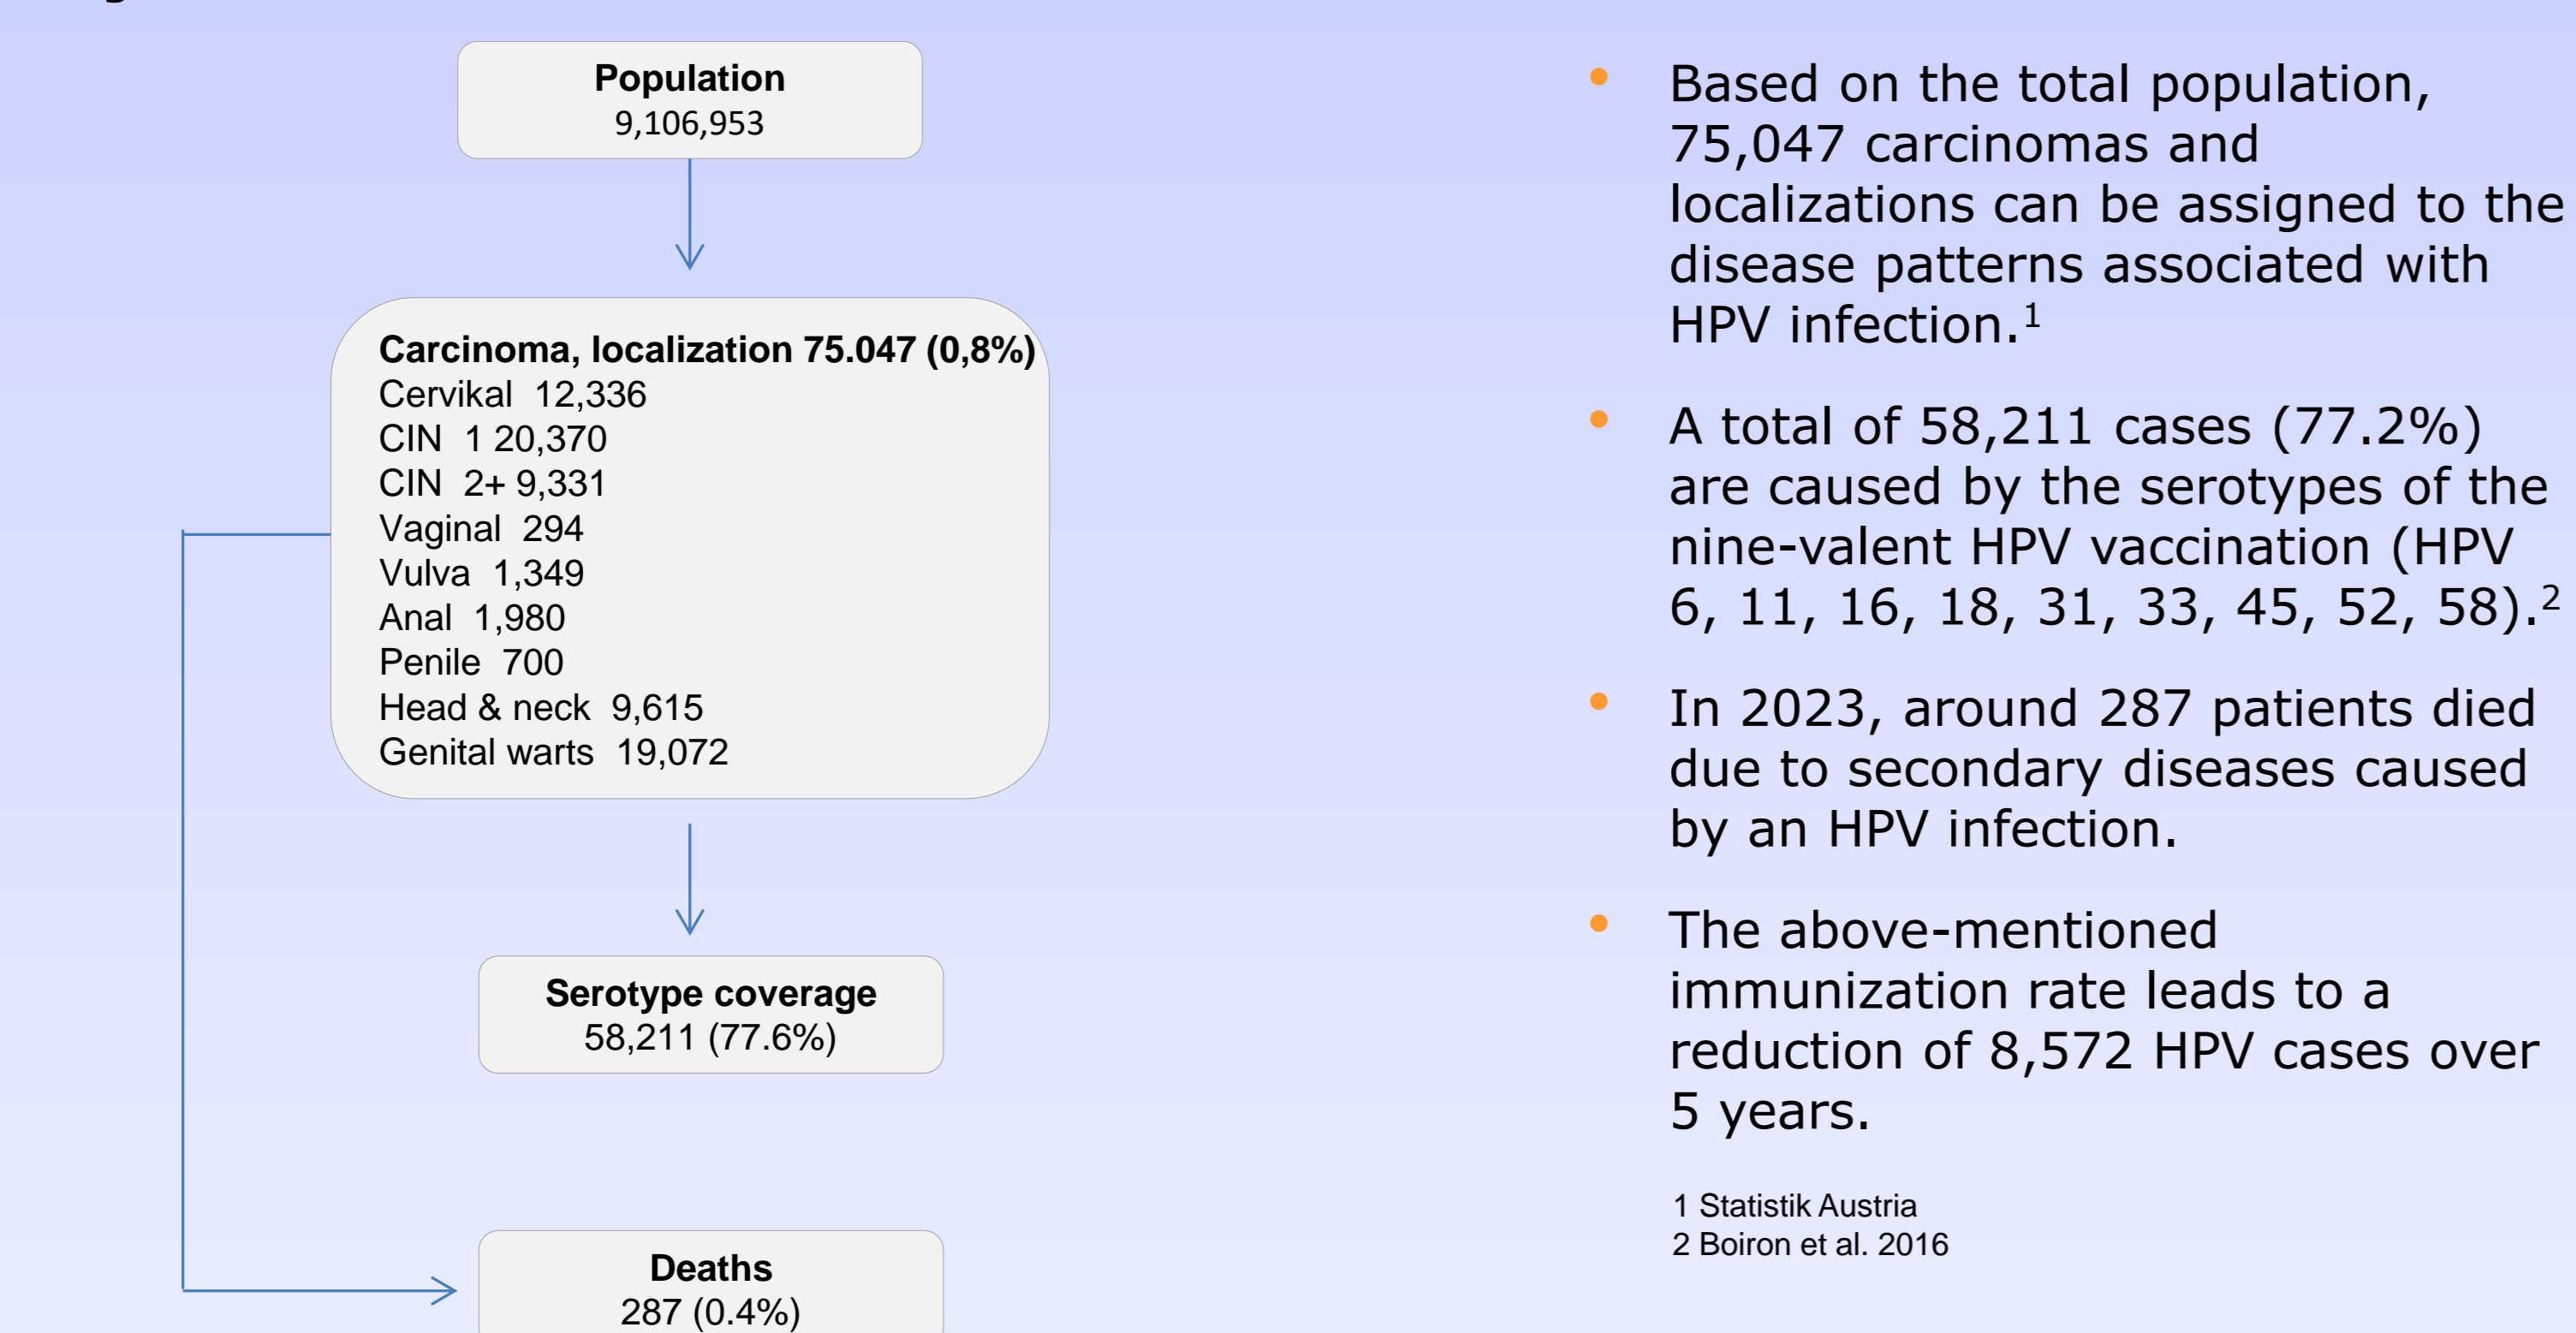 Population
9,106,953
Carcinoma, localization 75.047 (0,8%)
Cervikal 12,336
CIN 1 20,370
CIN 2+ 9,331
Vaginal 294
Vulva 1,349
Anal 1,980
Penile 700
Head & neck 9,615
Genital warts 19,072
Serotype coverage
58,211 (77.6%)
Deaths
287 (0.4%)
• Based on the total population,
75,047 carcinomas and
localizations can be assigned to the
disease patterns associated with
HPV infection.¹
• A total of 58,211 cases (77.2%)
are caused by the serotypes of the
nine-valent HPV vaccination (HPV
6, 11, 16, 18, 31, 33, 45, 52, 58).²
• In 2023, around 287 patients died
due to secondary diseases caused
by an HPV infection.
• The above-mentioned
immunization rate leads to a
reduction of 8,572 HPV cases over
5 years.
1 Statistik Austria
2 Boiron et al. 2016